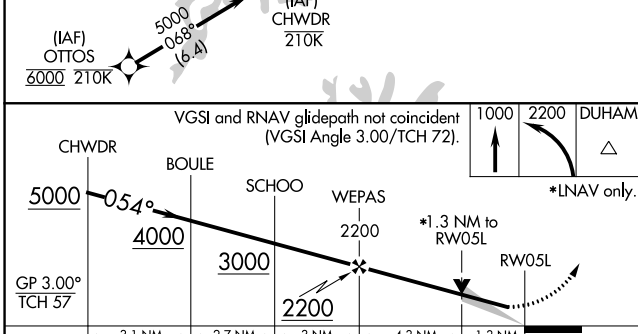 (IAF)
CHWDR
210K
5000
068°
(6.4)
(IAF)
OTTOS
6000 210K
VGSI and RNAV glidepath not coincident
(VGSI Angle 3.00/TCH 72).
1000
2200
DUHAM
*LNAV only.
CHWDR
BOULE
SCHOO
WEPAS
2200
*1.3 NM to
RW05L
RW05L
5000
054°
4000
3000
2200
GP 3.00°
TCH 57